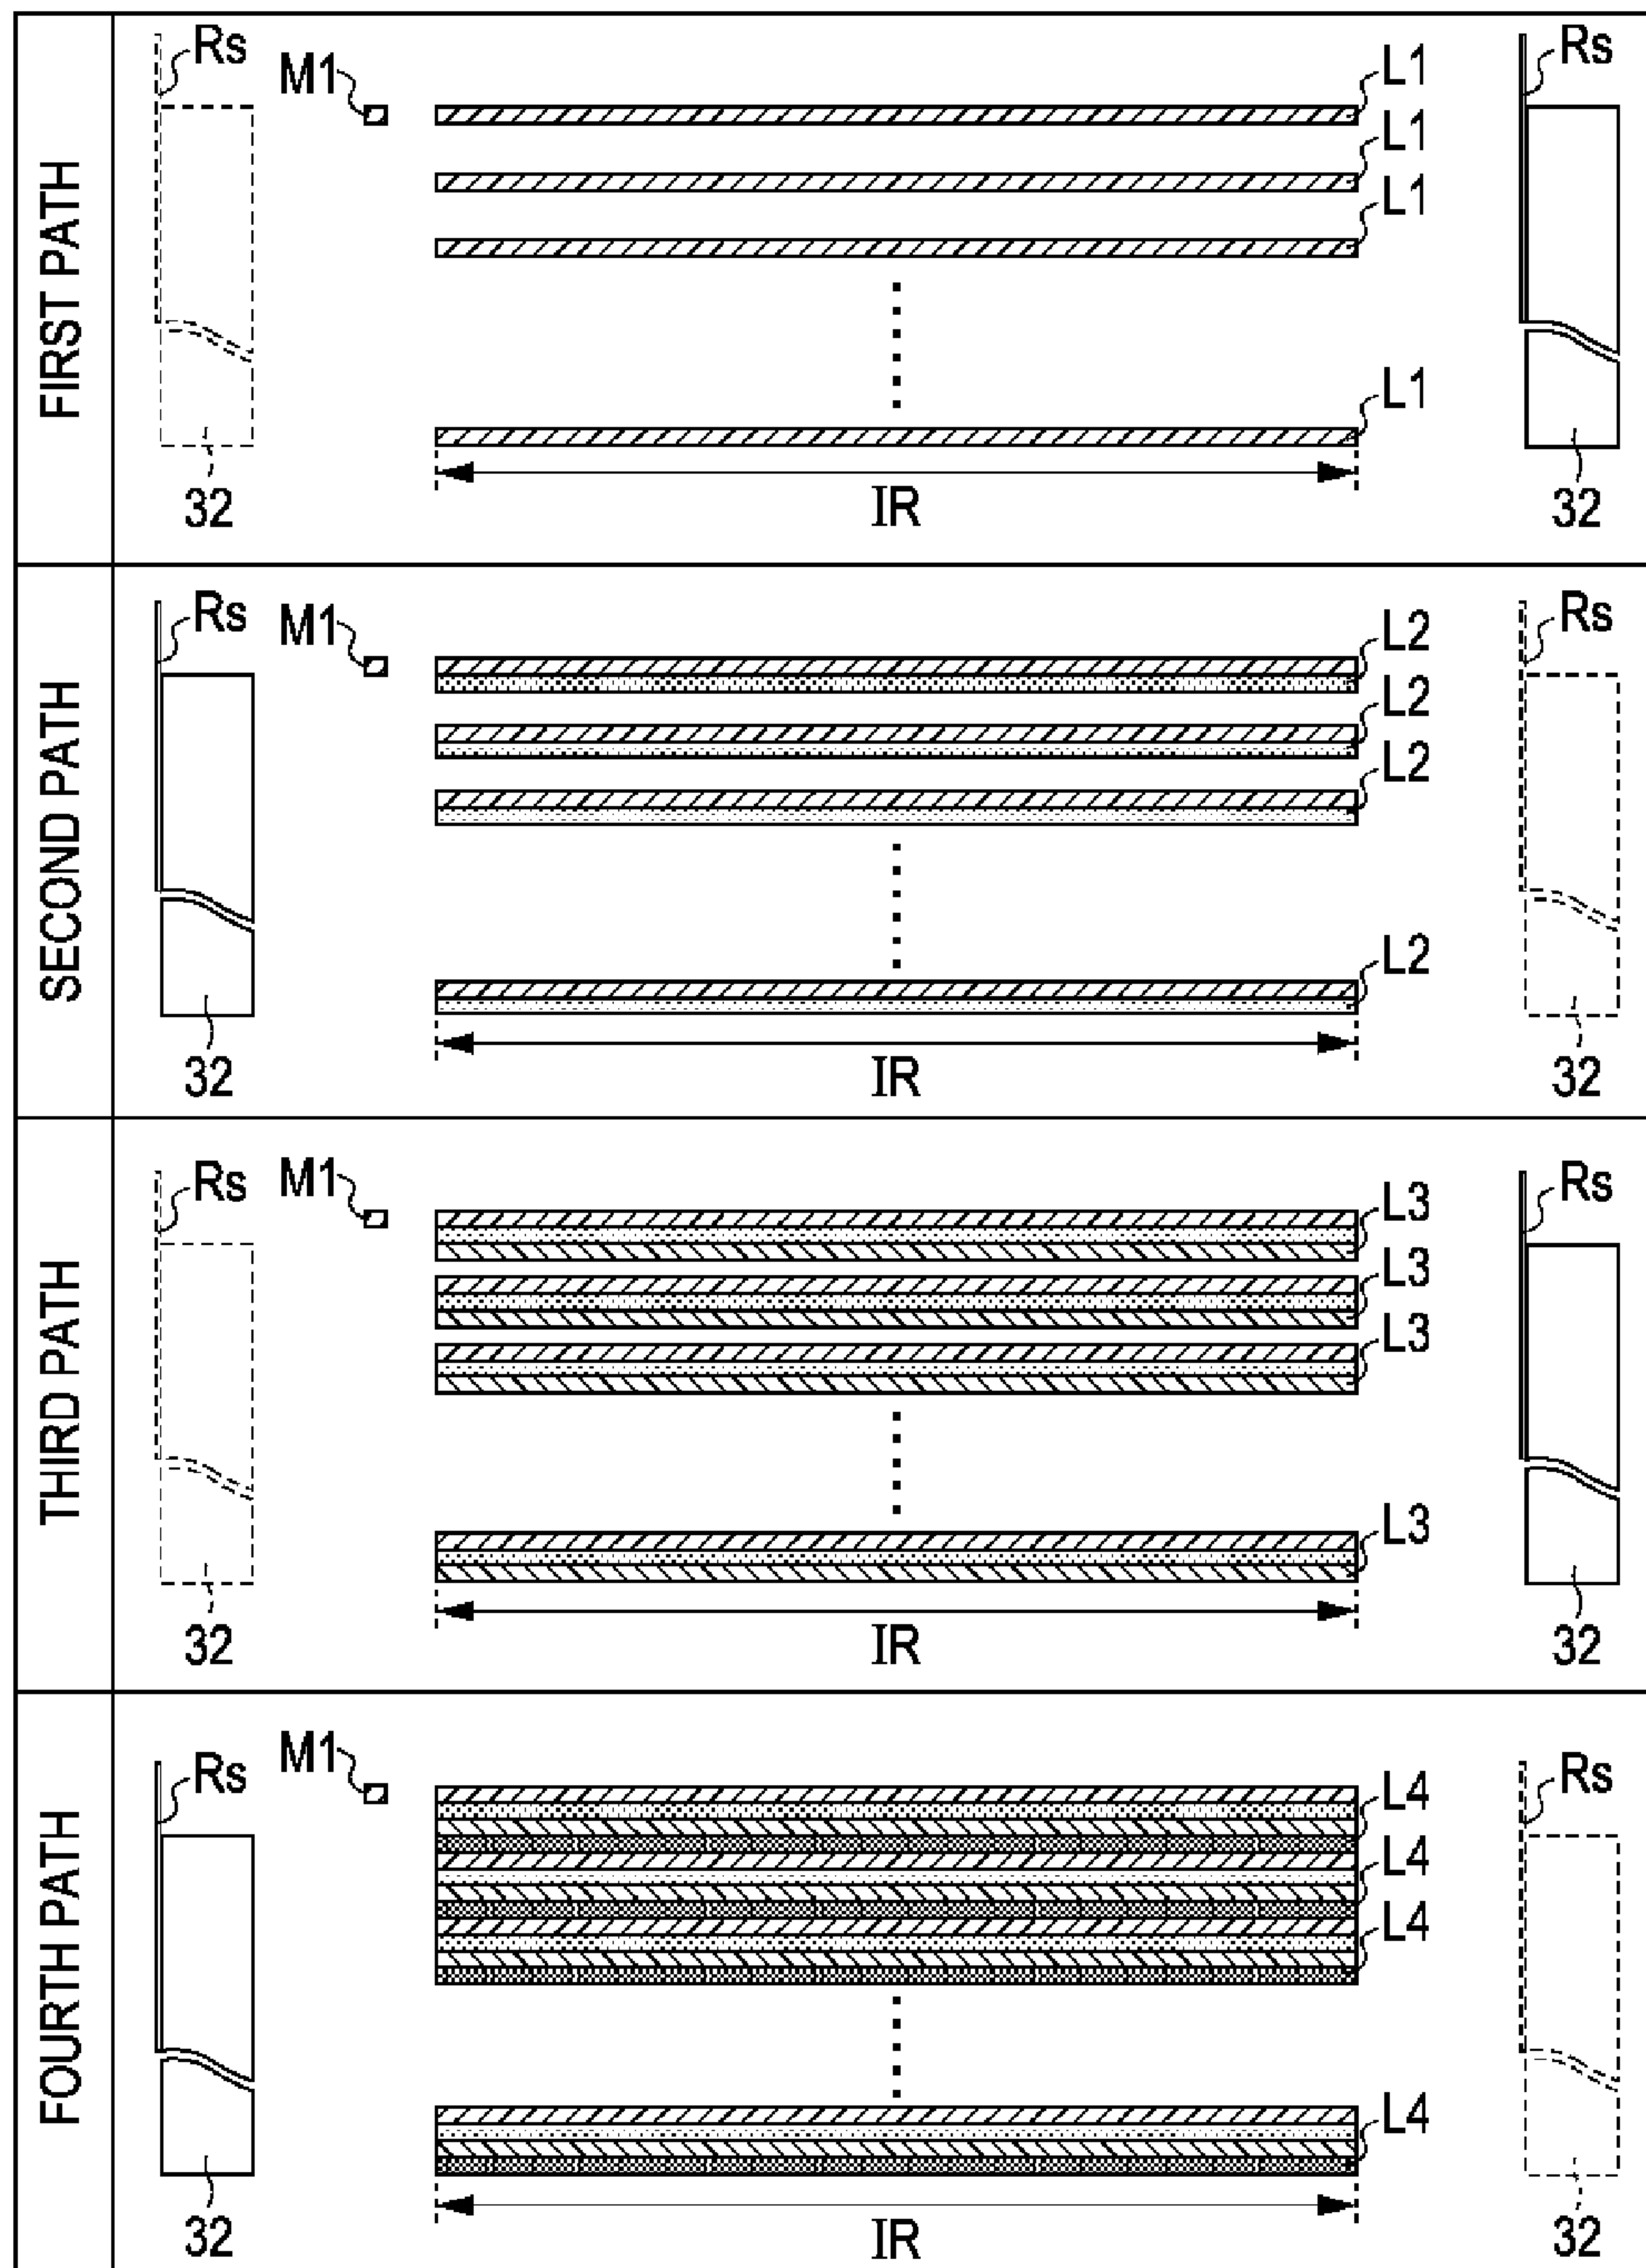 FIRST PATH
Rs
M1
L1
L1
L1
L1
Rs
32
IR
32
SECOND PATH
Rs
M1
L2
L2
L2
L2
Rs
32
IR
32
THIRD PATH
Rs
M1
L3
L3
L3
L3
Rs
32
IR
32
FOURTH PATH
Rs
M1
L4
L4
L4
L4
Rs
32
IR
32